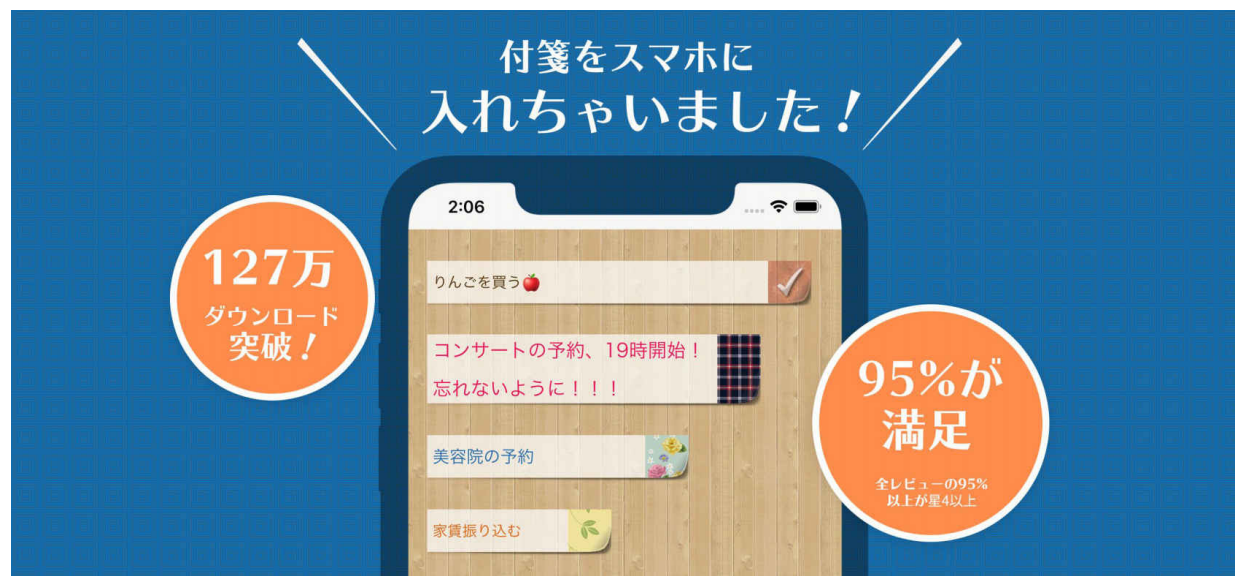 付箋をスマホに
入れちゃいました！
127万
ダウンロード
突破！
2:06
りんごを買う🍎
コンサートの予約、19時開始！
忘れないように！！！
美容院の予約
家賃振り込む
95%が
満足
全レビューの95%
以上が星4以上